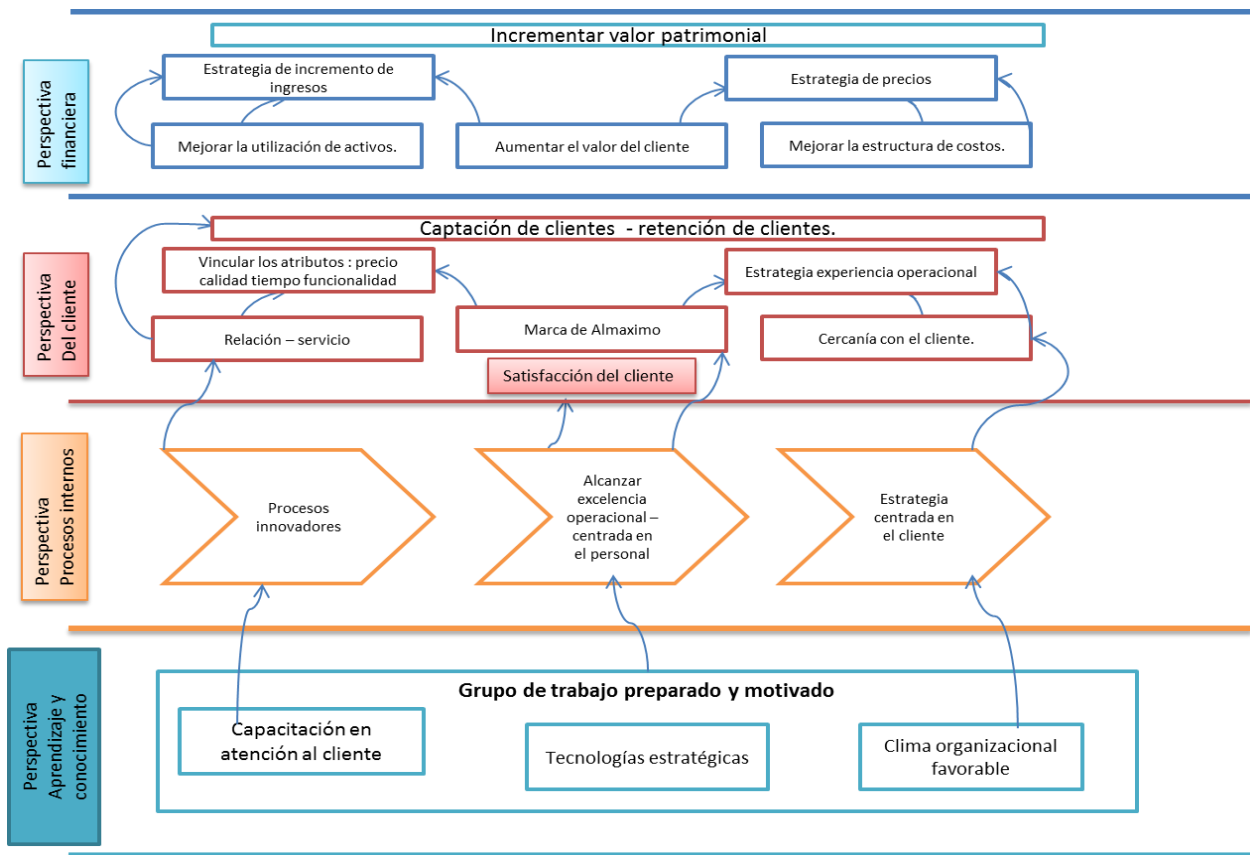 Incrementar valor patrimonial
Perspectiva
financiera
Estrategia de incremento de
ingresos
Estrategia de precios
Mejorar la utilización de activos.
Aumentar el valor del cliente
Mejorar la estructura de costos.
Captación de clientes  - retención de clientes.
Perspectiva
Del cliente
Vincular los atributos : precio
calidad tiempo funcionalidad
Estrategia experiencia operacional
Relación – servicio
Marca de Almaximo
Cercanía con el cliente.
Satisfacción del cliente
Perspectiva
Procesos internos
Procesos
innovadores
Alcanzar
excelencia
operacional –
centrada en
el personal
Estrategia
centrada en
el cliente
Perspectiva
Aprendizaje y
conocimiento
Grupo de trabajo preparado y motivado
Capacitación en
atención al cliente
Tecnologías estratégicas
Clima organizacional
favorable